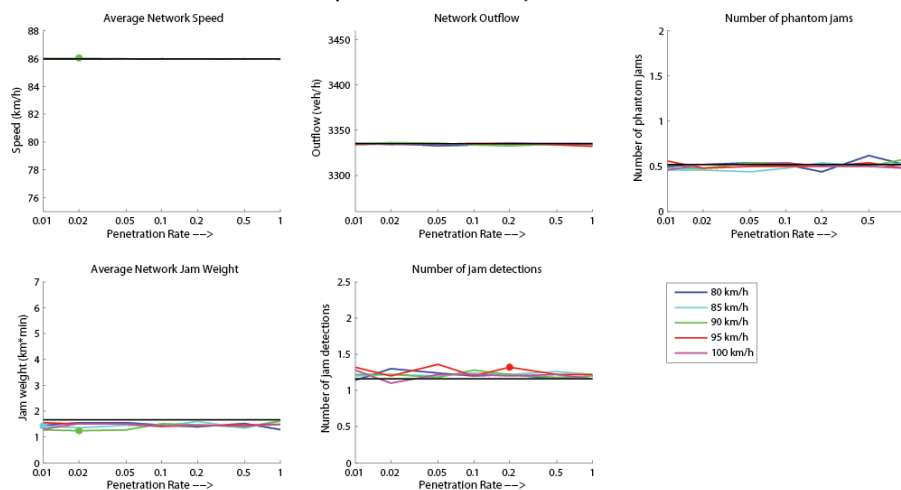 Average Network Speed
88
86
84
82
80
78
76
Speed (km/h)
0.01 0.02 0.05 0.1 0.2 0.5 1
Penetration Rate −−>
Network Outflow
3450
3400
3350
3300
Outflow (veh/h)
0.01 0.02 0.05 0.1 0.2 0.5 1
Penetration Rate −−>
Number of phantom jams
2
1.5
1
0.5
0
Number of phantom jams
0.01 0.02 0.05 0.1 0.2 0.5
Penetration Rate −−>
Average Network Jam Weight
7
6
5
4
3
2
1
0
Jam weight (km*min)
0.01 0.02 0.05 0.1 0.2 0.5 1
Penetration Rate −−>
Number of jam detections
2.5
2
1.5
1
0.5
0
Number of jam detections
0.01 0.02 0.05 0.1 0.2 0.5 1
Penetration Rate −−>
80 km/h
85 km/h
90 km/h
95 km/h
100 km/h